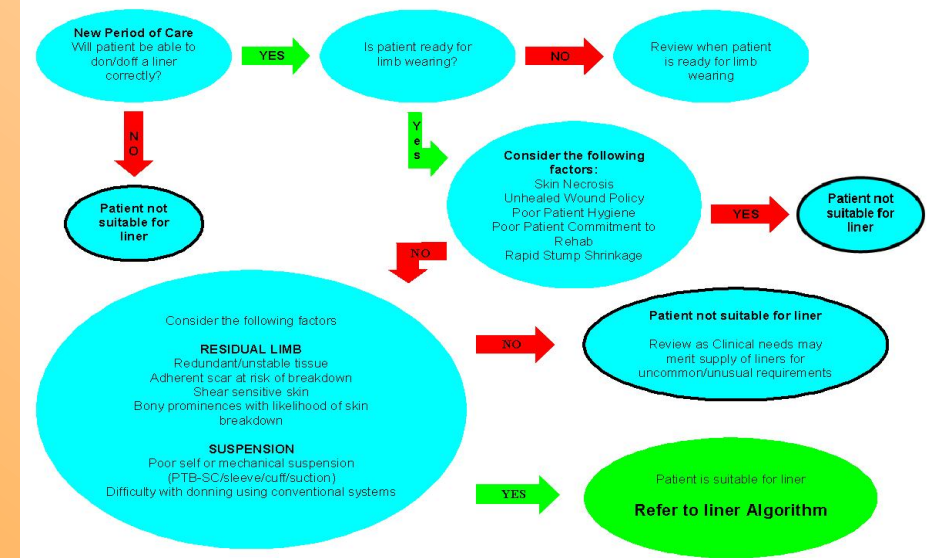 New Period of Care
Will patient be able to
don/doff a liner
correctly?
YES
Is patient ready for
limb wearing?
NO
Review when patient
is ready for limb
wearing
N
O
Patient not
suitable for
liner
Y
e
s
Consider the following
factors:
Skin Necrosis
Unhealed Wound Policy
Poor Patient Hygiene
Poor Patient Commitment to
Rehab
Rapid Stump Shrinkage
YES
Patient not
suitable for
liner
NO
Consider the following factors
RESIDUAL LIMB
Redundant/unstable tissue
Adherent scar at risk of breakdown
Shear sensitive skin
Bony prominences with likelihood of skin
breakdown
SUSPENSION
Poor self or mechanical suspension
(PTB-SC/sleeve/cuff/suction)
Difficulty with donning using conventional systems
NO
Patient not suitable for liner
Review as Clinical needs may
merit supply of liners for
uncommon/unusual requirements
YES
Patient is suitable for liner
Refer to liner Algorithm